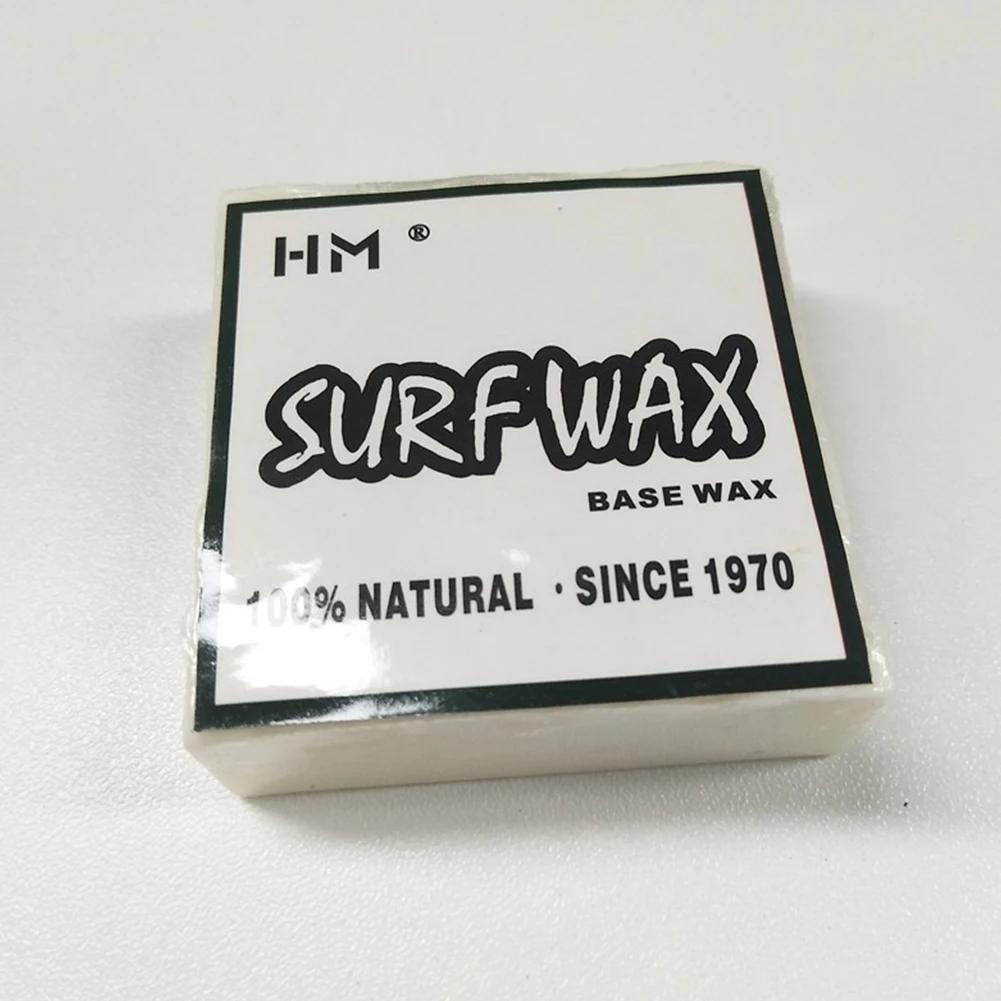 HM ®
SURF WAX
BASE WAX
100% NATURAL · SINCE 1970